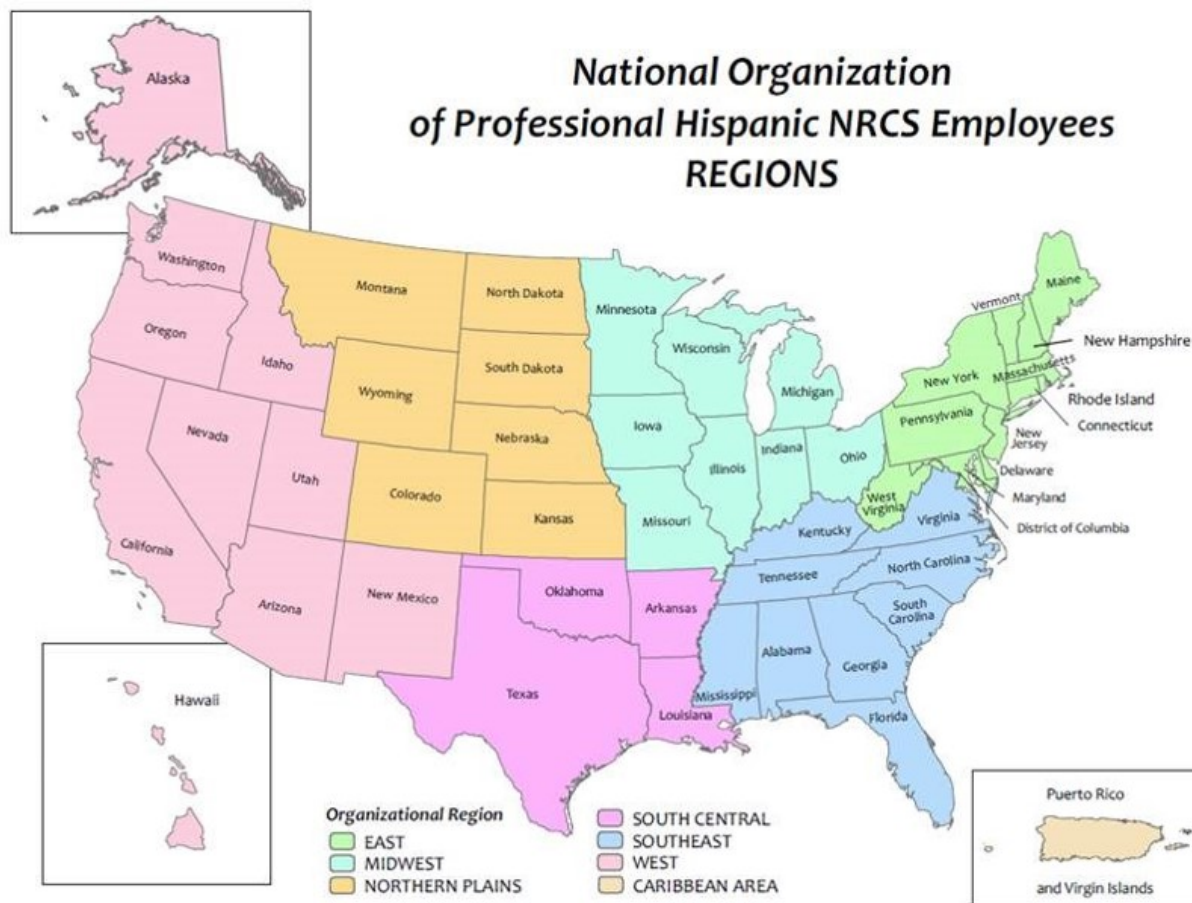 National Organization
of Professional Hispanic NRCS Employees
REGIONS
Alaska
Washington
Oregon
Idaho
Montana
North Dakota
Minnesota
Wisconsin
Michigan
Vermont
Maine
New Hampshire
Massachusetts
New York
Rhode Island
Connecticut
Pennsylvania
New
Jersey
Delaware
Maryland
District of Columbia
South Dakota
Wyoming
Nebraska
Iowa
Illinois
Indiana
Ohio
West
Virginia
Virginia
Nevada
Utah
Colorado
Kansas
Missouri
Kentucky
California
Arizona
New Mexico
Oklahoma
Arkansas
Tennessee
North Carolina
South
Carolina
Texas
Louisiana
Mississippi
Alabama
Georgia
Florida
Hawaii
Organizational Region
EAST
MIDWEST
NORTHERN PLAINS
SOUTH CENTRAL
SOUTHEAST
WEST
CARIBBEAN AREA
Puerto Rico
and Virgin Islands